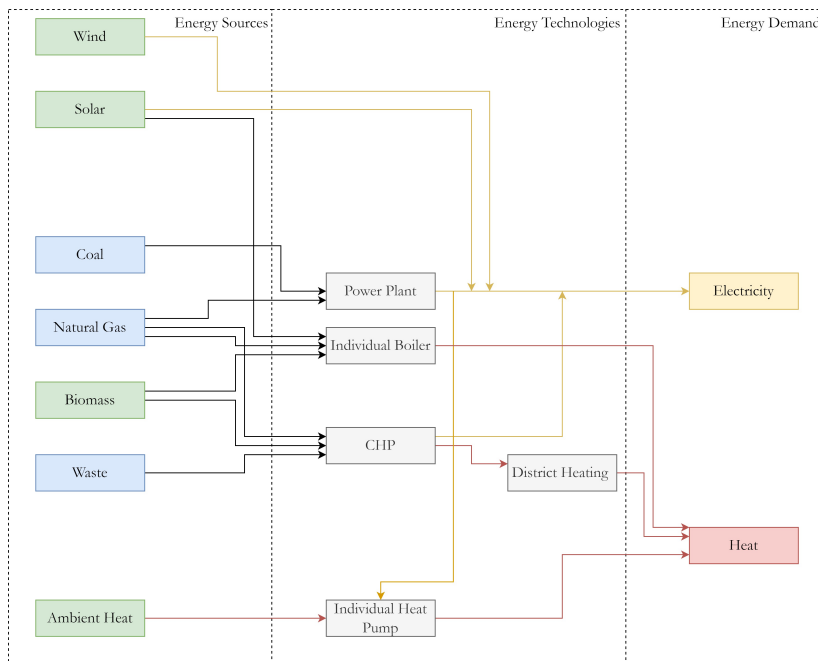 Energy Sources
Energy Technologies
Energy Demand
Wind
Solar
Coal
Power Plant
Electricity
Natural Gas
Individual Boiler
Biomass
CHP
Waste
District Heating
Heat
Ambient Heat
Individual Heat
Pump